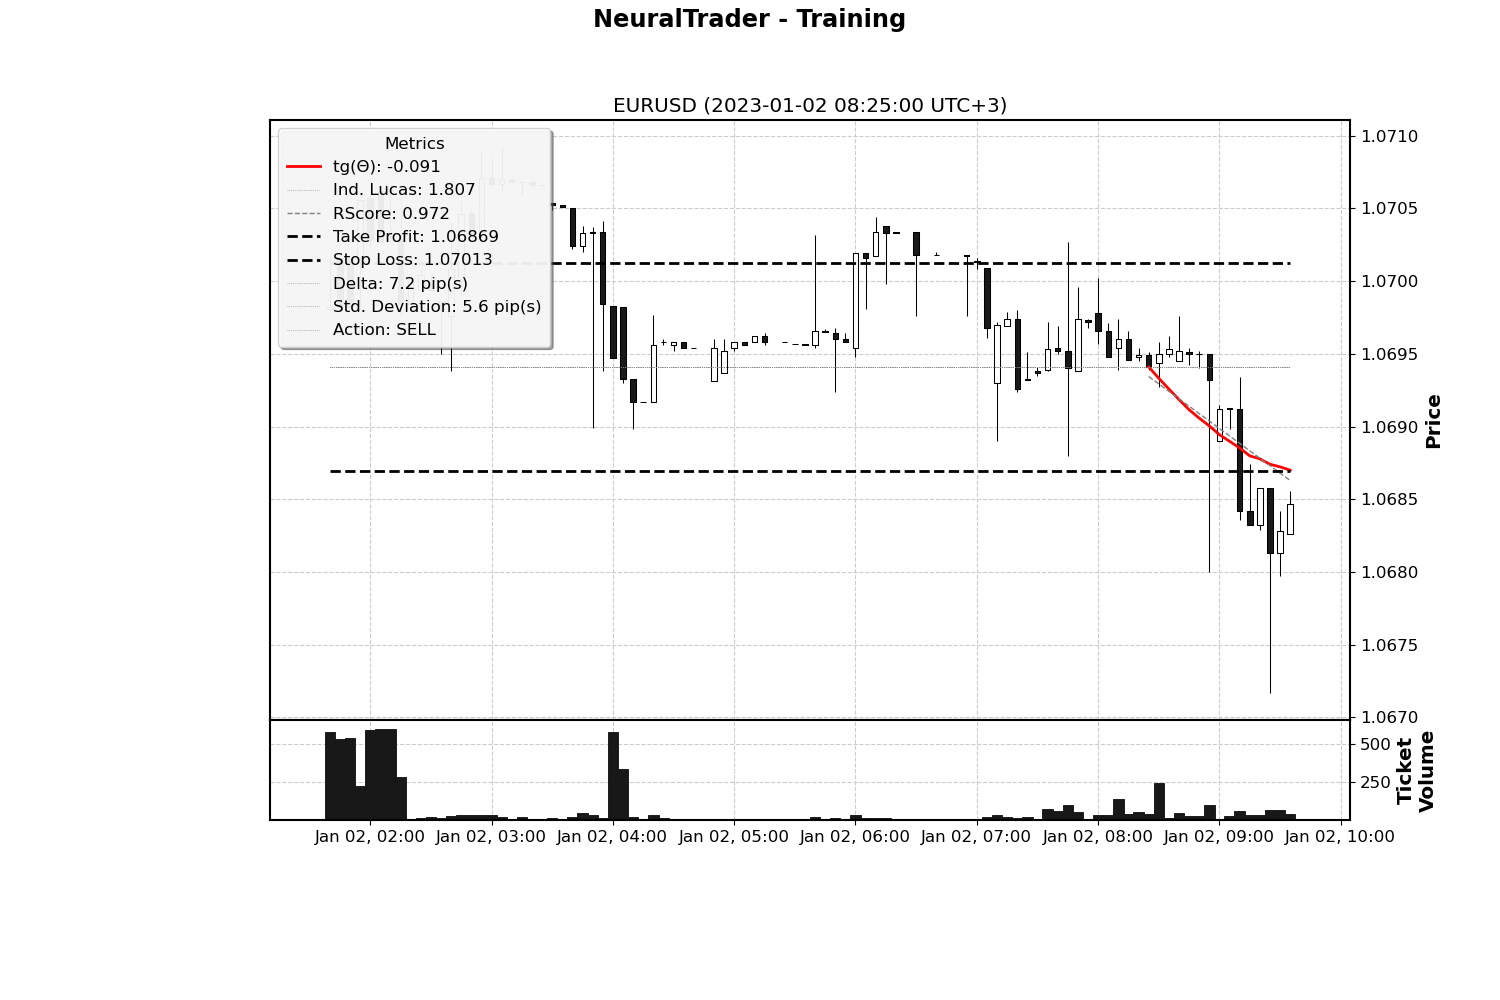 NeuralTrader - Training
EURUSD (2023-01-02 08:25:00 UTC+3)
Metrics
tg(Θ): -0.091
Ind. Lucas: 1.807
RScore: 0.972
Take Profit: 1.06869
Stop Loss: 1.07013
Delta: 7.2 pip(s)
Std. Deviation: 5.6 pip(s)
Action: SELL
1.0710
1.0705
1.0700
1.0695
1.0690
1.0685
1.0680
1.0675
1.0670
Price
500
250
Ticket
Volume
Jan 02, 02:00
Jan 02, 03:00
Jan 02, 04:00
Jan 02, 05:00
Jan 02, 06:00
Jan 02, 07:00
Jan 02, 08:00
Jan 02, 09:00
Jan 02, 10:00